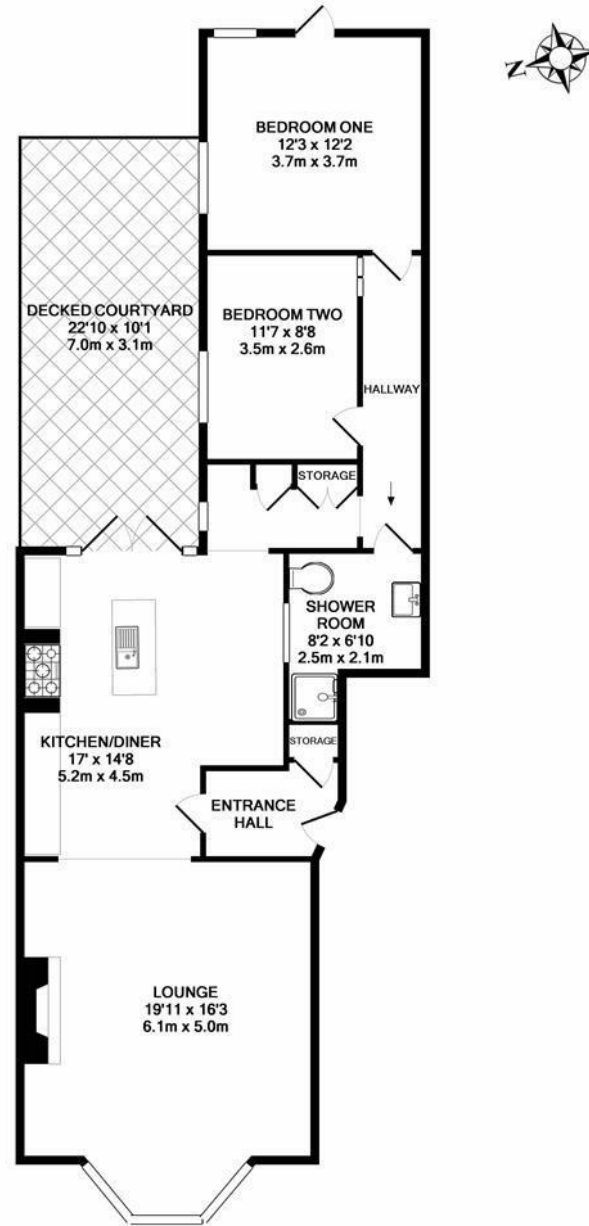 N
BEDROOM ONE
12'3 x 12'2
3.7m x 3.7m
DECKED COURTYARD
22'10 x 10'1
7.0m x 3.1m
BEDROOM TWO
11'7 x 8'8
3.5m x 2.6m
HALLWAY
STORAGE
SHOWER
ROOM
8'2 x 6'10
2.5m x 2.1m
KITCHEN/DINER
17' x 14'8
5.2m x 4.5m
STORAGE
ENTRANCE
HALL
LOUNGE
19'11 x 16'3
6.1m x 5.0m